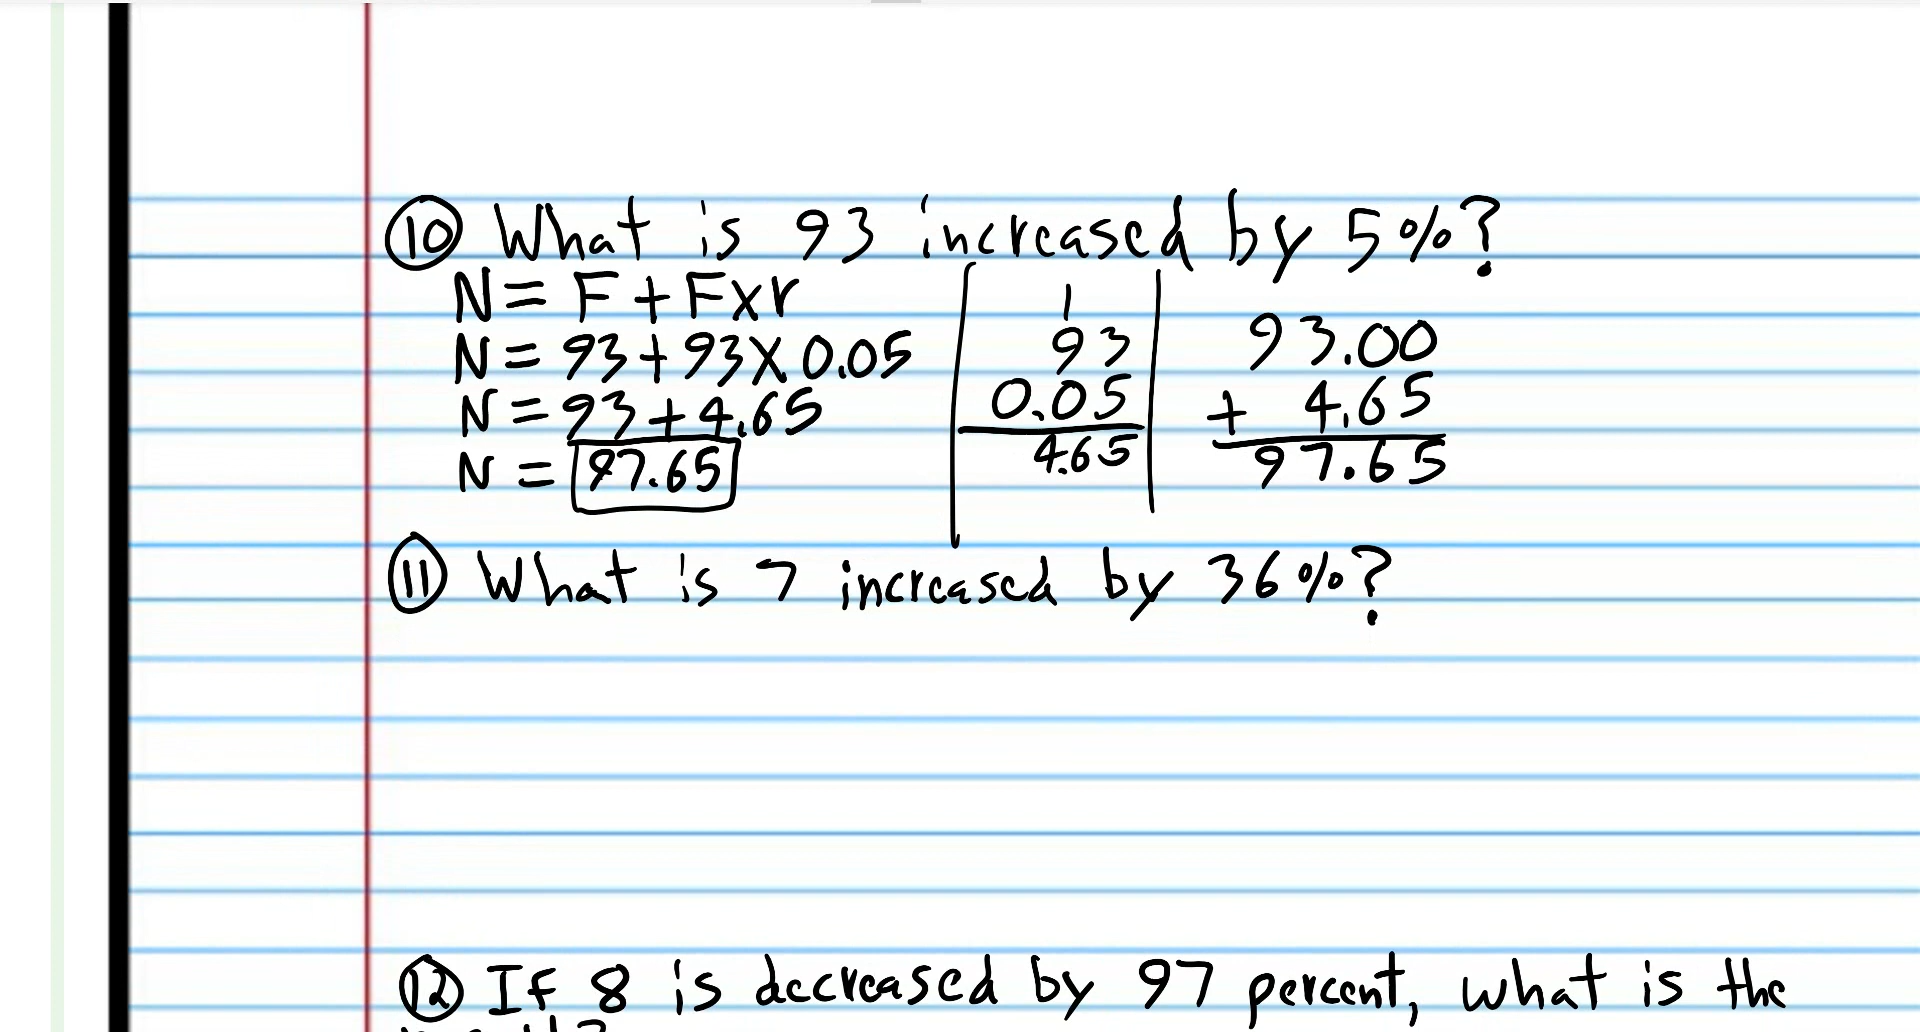 ⑩ What is 93 increased by 5%?
N = F + F x r
N = 93 + 93 x 0.05
N = 93 + 4.65
N = 97.65
1
93
0.05
4.65
93.00
+ 4.65
97.65
⑪ What is 7 increased by 36%?
⑫ If 8 is decreased by 97 percent, what is the